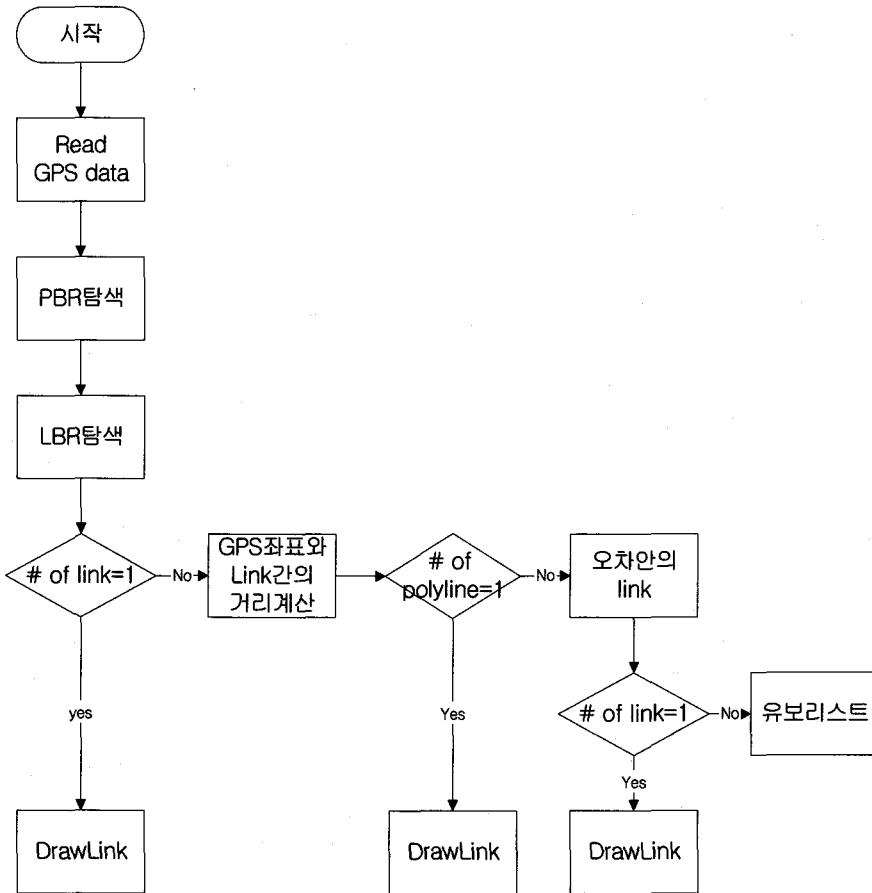 시작
Read
GPS data
PBR탐색
LBR탐색
# of link=1
No
GPS좌표와
Link간의
거리계산
# of
polyline=1
No
오차안의
link
yes
Yes
# of link=1
No
유보리스트
Yes
DrawLink
DrawLink
DrawLink